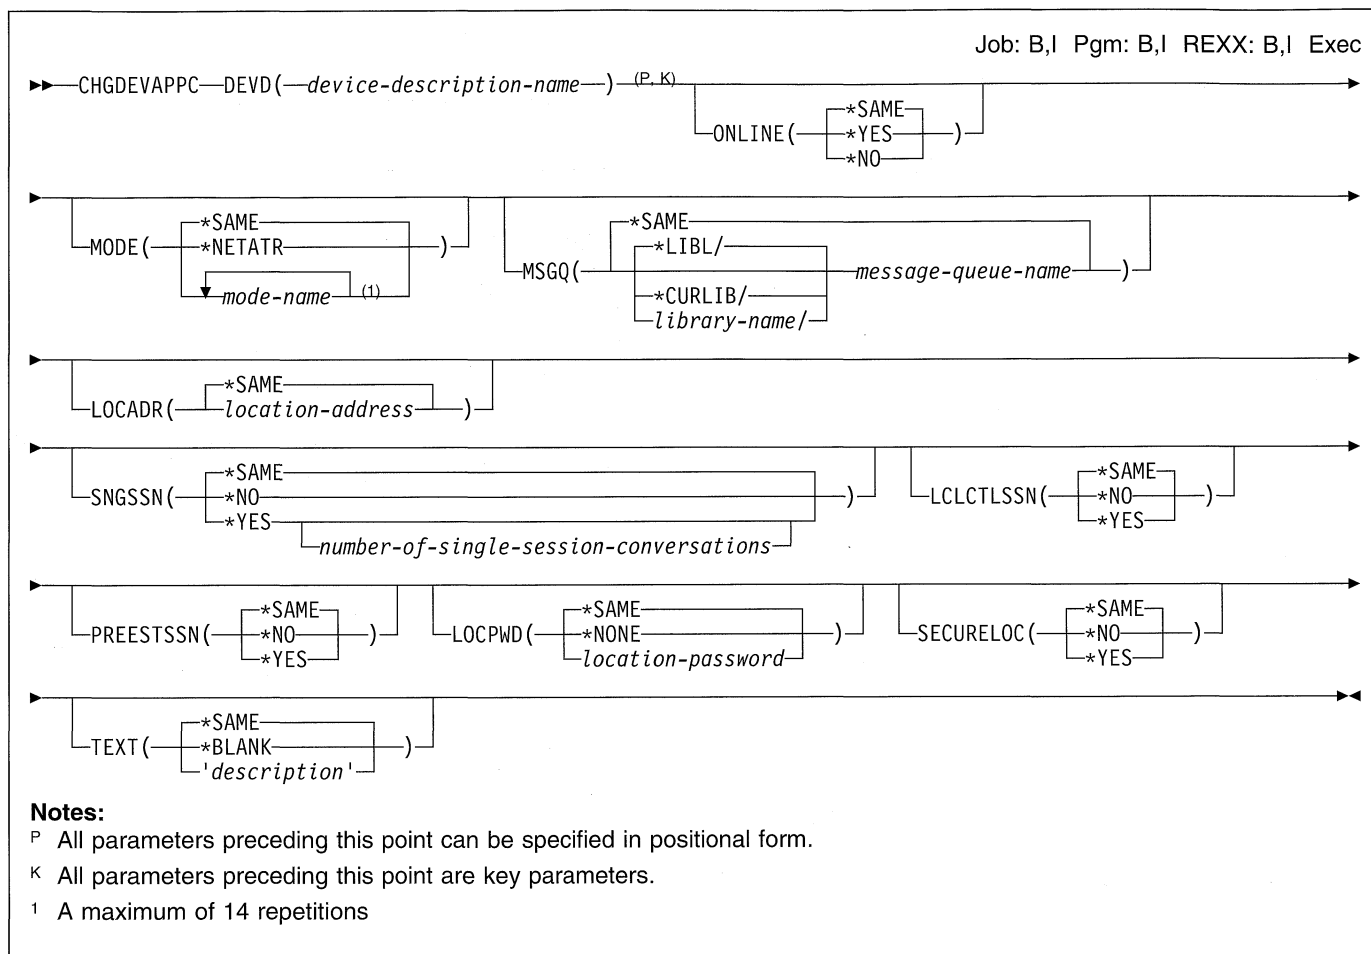 Job: B,I Pgm: B,I REXX: B,I Exec
CHGDEVAPPC DEVD( device-description-name ) (P, K)
ONLINE( *SAME )
*YES
*NO
MODE( *SAME )
*NETATR
mode-name (1)
MSGQ( *SAME )
*LIBL/ message-queue-name
*CURLIB/
library-name/
LOCADR( *SAME )
location-address
SNGSSN( *SAME )
*NO
*YES
number-of-single-session-conversations
LCLCTLSSN( *SAME )
*NO
*YES
PREESTSSN( *SAME )
*NO
*YES
LOCPWD( *SAME )
*NONE
location-password
SECURELOC( *SAME )
*NO
*YES
TEXT( *SAME )
*BLANK
'description'
Notes:
P All parameters preceding this point can be specified in positional form.
K All parameters preceding this point are key parameters.
1 A maximum of 14 repetitions